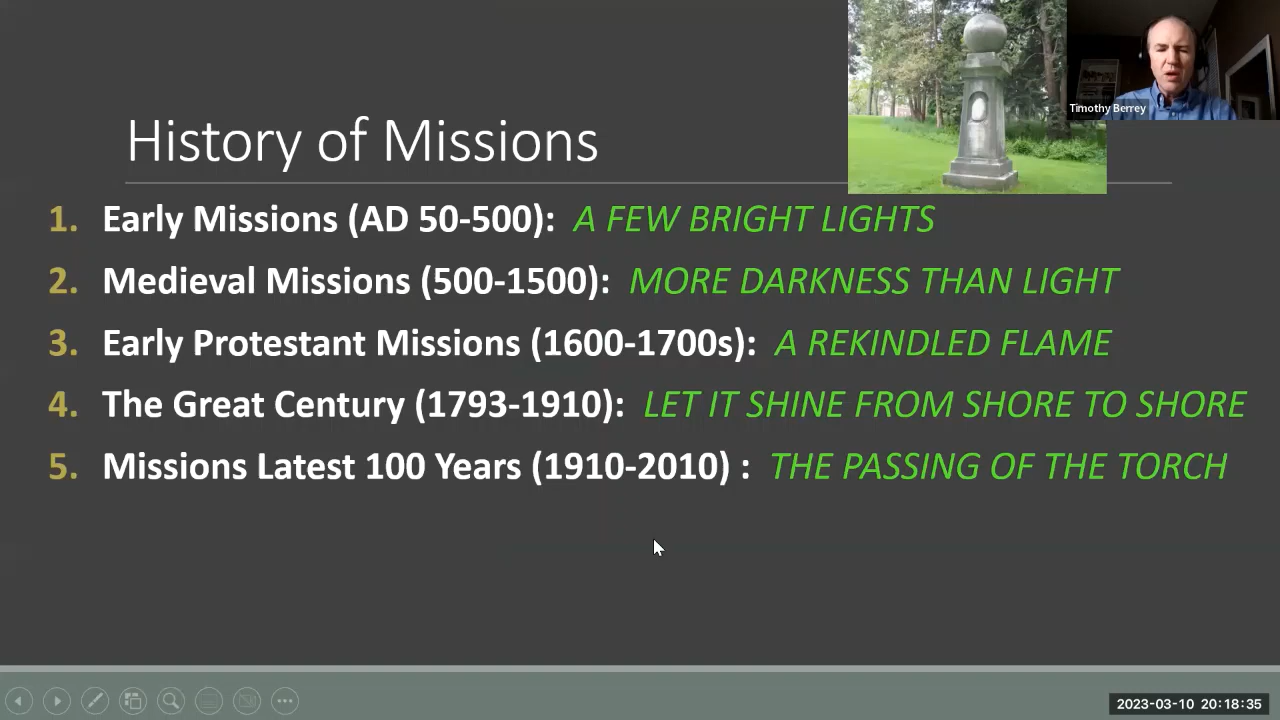 Timothy Berrey
History of Missions
1. Early Missions (AD 50-500): A FEW BRIGHT LIGHTS
2. Medieval Missions (500-1500): MORE DARKNESS THAN LIGHT
3. Early Protestant Missions (1600-1700s): A REKINDLED FLAME
4. The Great Century (1793-1910): LET IT SHINE FROM SHORE TO SHORE
5. Missions Latest 100 Years (1910-2010) : THE PASSING OF THE TORCH
2023-03-10 20:18:35